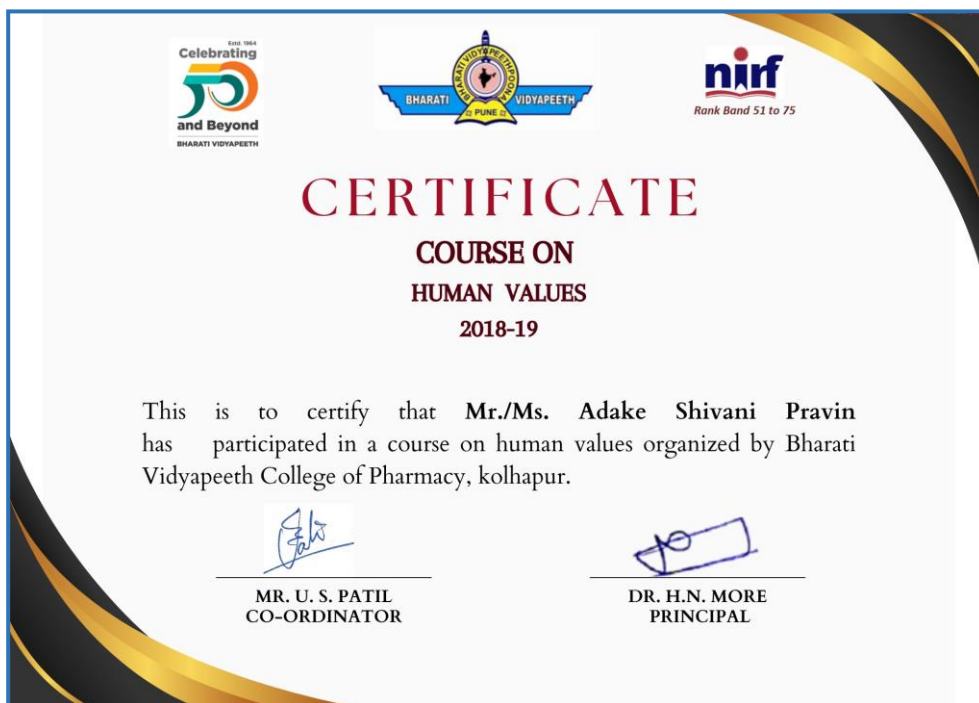 Estd. 1964
Celebrating
50
and Beyond
BHARATI VIDYAPEETH
BHARATI VIDYAPEETH POONA
BHARATI VIDYAPEETH
PUNE
nirf
Rank Band 51 to 75
CERTIFICATE
COURSE ON
HUMAN VALUES
2018-19
This is to certify that Mr./Ms. Adake Shivani Pravin
has participated in a course on human values organized by Bharati
Vidyapeeth College of Pharmacy, kolhapur.
MR. U. S. PATIL
CO-ORDINATOR
DR. H.N. MORE
PRINCIPAL